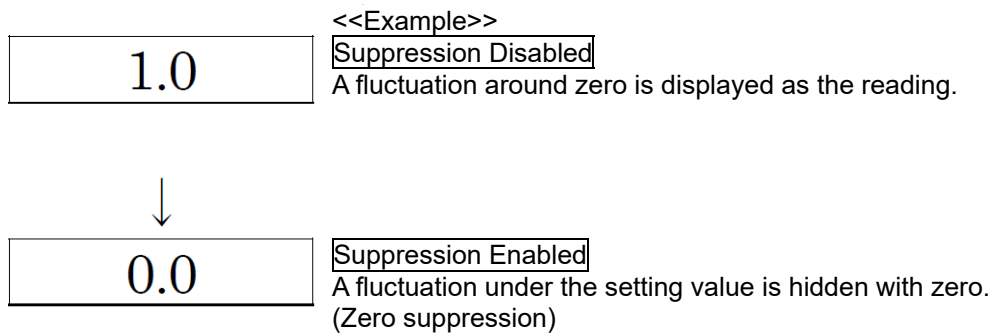 <<Example>>
1.0
Suppression Disabled
A fluctuation around zero is displayed as the reading.
↓
0.0
Suppression Enabled
A fluctuation under the setting value is hidden with zero.
(Zero suppression)